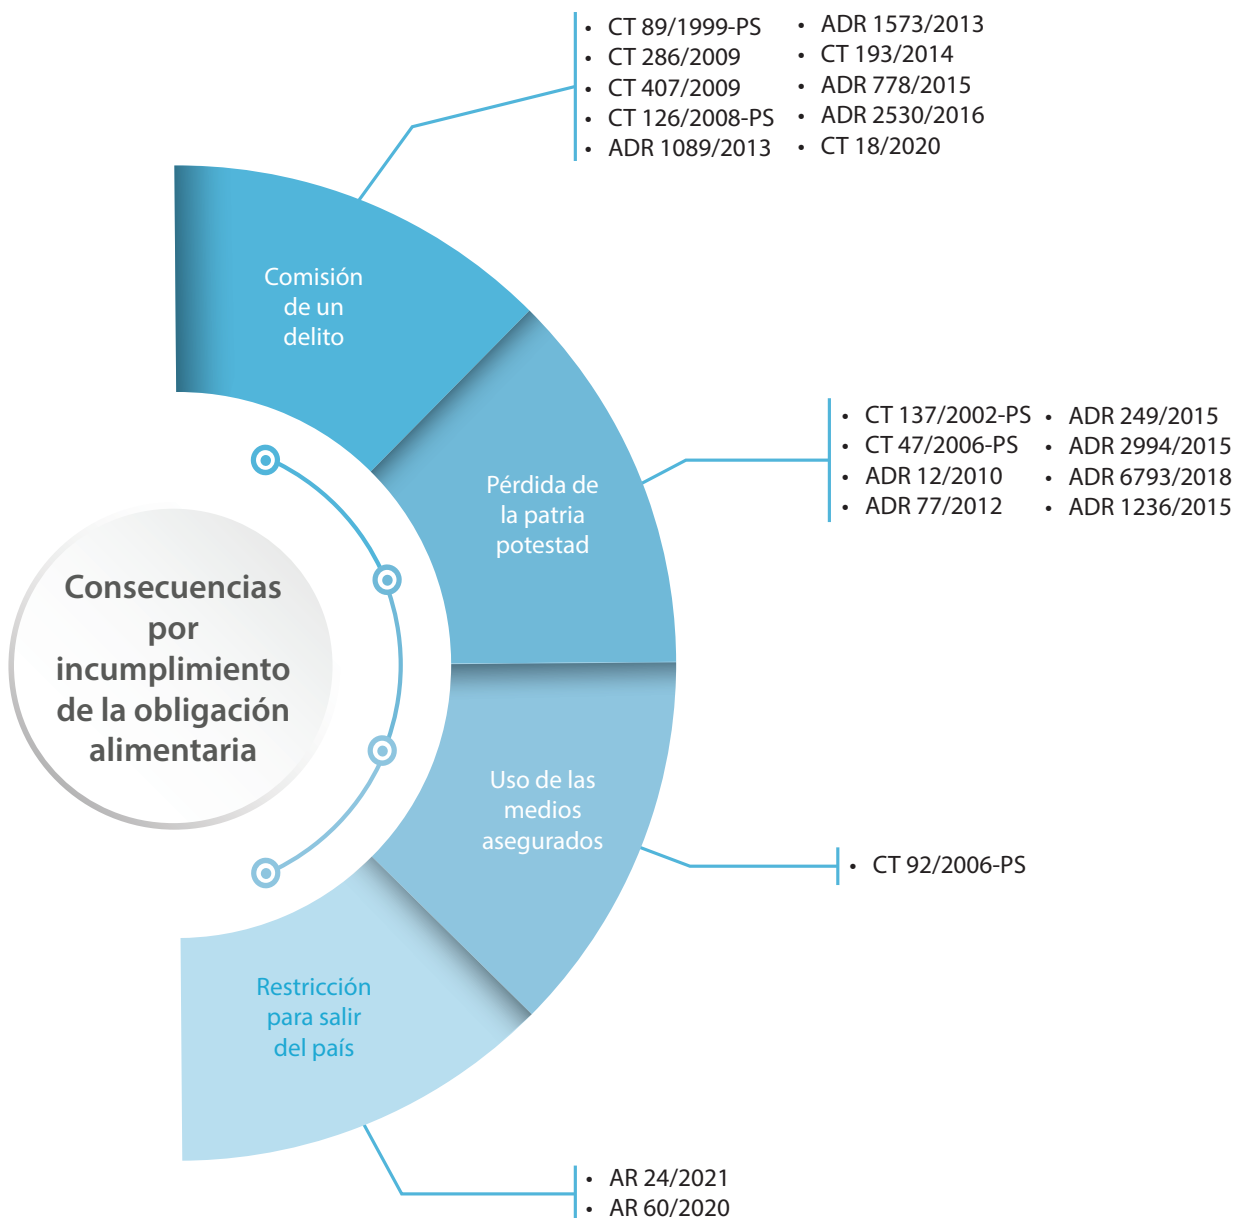 • CT 89/1999-PS
• CT 286/2009
• CT 407/2009
• CT 126/2008-PS
• ADR 1089/2013
• ADR 1573/2013
• CT 193/2014
• ADR 778/2015
• ADR 2530/2016
• CT 18/2020
Comisión
de un
delito
Pérdida de
la patria
potestad
• CT 137/2002-PS
• CT 47/2006-PS
• ADR 12/2010
• ADR 77/2012
• ADR 249/2015
• ADR 2994/2015
• ADR 6793/2018
• ADR 1236/2015
Consecuencias
por
incumplimiento
de la obligación
alimentaria
Uso de las
medios
asegurados
• CT 92/2006-PS
Restricción
para salir
del país
• AR 24/2021
• AR 60/2020